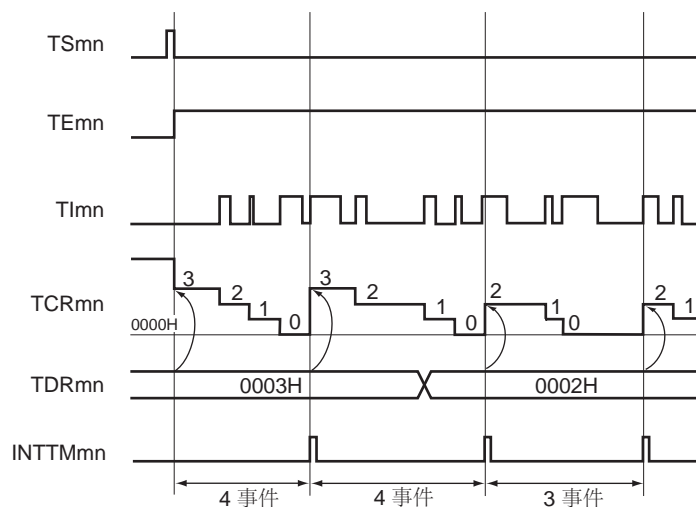 TSmn
TEmn
TImn
TCRmn
3 2 1 0 3 2 1 0 2 1 0 2 1
0000H
TDRmn
0003H 0002H
INTTMmn
4 事件 4 事件 3 事件